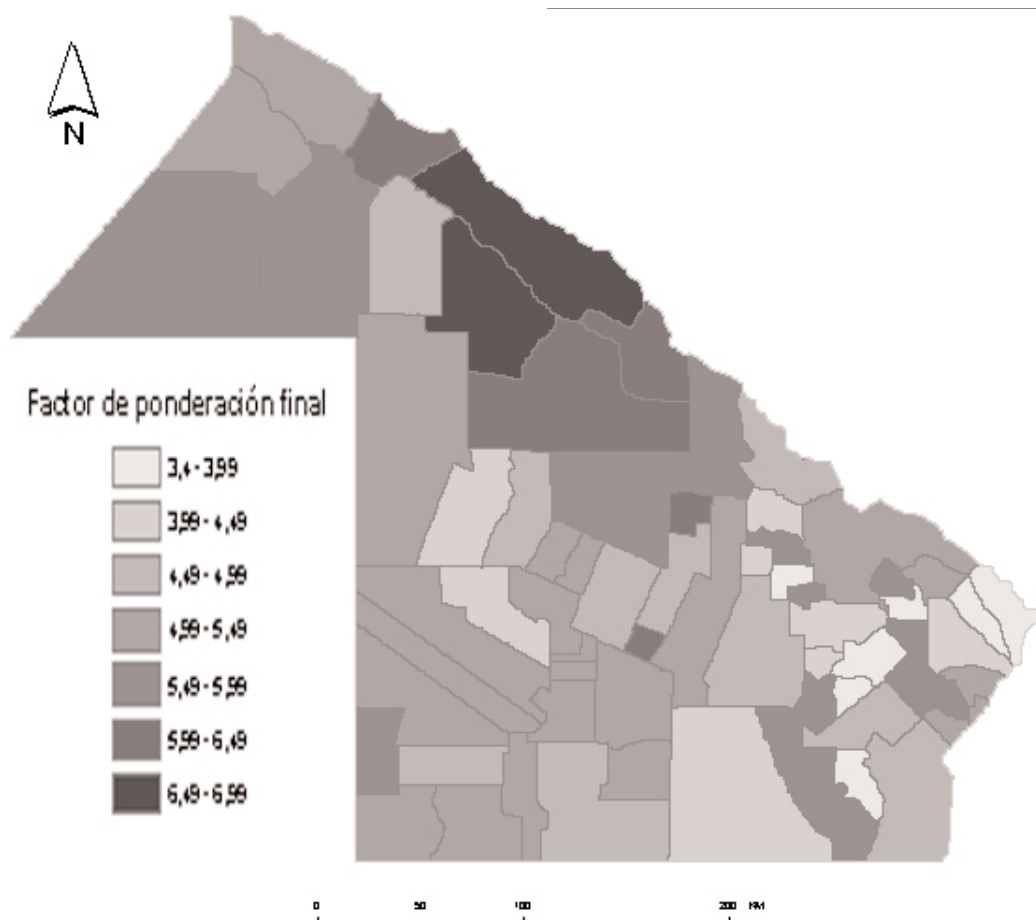 N
Factor de ponderación final
3,4 - 3,99
3,99 - 4,49
4,49 - 4,99
4,99 - 5,49
5,49 - 5,99
5,99 - 6,49
6,49 - 6,99
0 50 100 200 KM